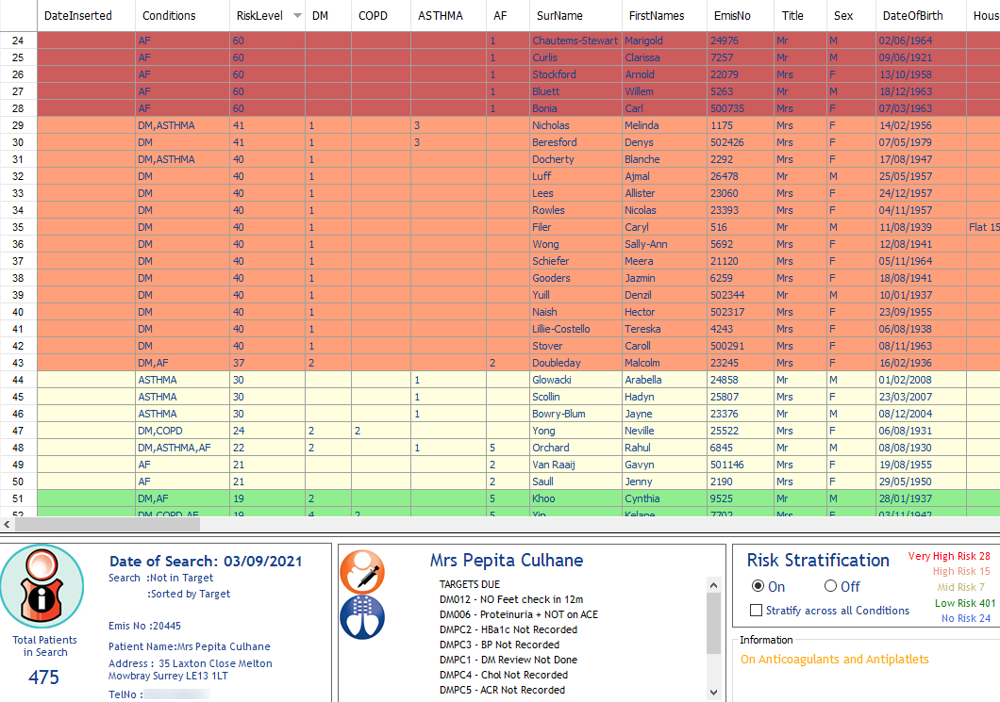 DateInserted Conditions RiskLevel DM COPD ASTHMA AF SurName FirstNames EmisNo Title Sex DateOfBirth Hous
24 AF 60 1 Chautems-Stewart Marigold 24976 Mr M 02/06/1964
25 AF 60 1 Curlis Clarissa 7257 Mr M 09/06/1921
26 AF 60 1 Stockford Arnold 22079 Mrs F 13/10/1958
27 AF 60 1 Bluett Willem 5263 Mr M 18/12/1963
28 AF 60 1 Bonia Carl 500735 Mrs F 07/03/1963
29 DM,ASTHMA 41 1 3 Nicholas Melinda 1175 Mrs F 14/02/1956
30 DM 41 1 3 Beresford Denys 502426 Mrs F 07/05/1979
31 DM,ASTHMA 40 1 Docherty Blanche 2292 Mrs F 17/08/1947
32 DM 40 1 Luff Ajmal 26478 Mr M 25/05/1957
33 DM 40 1 Lees Allister 23060 Mrs F 24/12/1957
34 DM 40 1 Rowles Nicolas 23393 Mrs F 04/11/1957
35 DM 40 1 Filer Caryl 516 Mr M 11/08/1939 Flat 15
36 DM 40 1 Wong Sally-Ann 5692 Mrs F 12/08/1941
37 DM 40 1 Schiefer Meera 21120 Mrs F 05/11/1964
38 DM 40 1 Gooders Jazmin 6259 Mrs F 18/08/1941
39 DM 40 1 Yuill Denzil 502344 Mr M 10/01/1937
40 DM 40 1 Naish Hector 502317 Mrs F 23/09/1955
41 DM 40 1 Lillie-Costello Tereska 4243 Mrs F 06/08/1938
42 DM 40 1 Stover Caroll 500291 Mrs F 08/11/1963
43 DM,AF 37 2 2 Doubleday Malcolm 23245 Mrs F 16/02/1936
44 ASTHMA 30 1 Glowacki Arabella 24858 Mr M 01/02/2008
45 ASTHMA 30 1 Scollin Hadyn 25807 Mrs F 23/03/2007
46 ASTHMA 30 1 Bowry-Blum Jayne 23376 Mr M 08/12/2004
47 DM,COPD 24 2 2 Yong Neville 25522 Mrs F 06/08/1931
48 DM,ASTHMA,AF 22 2 1 5 Orchard Rahul 6845 Mr M 08/08/1930
49 AF 21 2 Van Raaij Gavyn 501146 Mrs F 19/08/1955
50 AF 21 2 Saull Jenny 2190 Mrs F 29/05/1950
51 DM,AF 19 2 5 Khoo Cynthia 9525 Mr M 28/01/1937
52 DM,COPD,AF 19 4 2 5 Yin Kelane 7702 Mrs F 03/11/1942
Total Patients
in Search
475
Date of Search: 03/09/2021
Search :Not in Target
:Sorted by Target
Emis No :20445
Patient Name:Mrs Pepita Culhane
Address : 35 Laxton Close Melton
Mowbray Surrey LE13 1LT
TelNo :
Mrs Pepita Culhane
TARGETS DUE
DM012 - NO Feet check in 12m
DM006 - Proteinuria + NOT on ACE
DMPC2 - HBa1c Not Recorded
DMPC3 - BP Not Recorded
DMPC1 - DM Review Not Done
DMPC4 - Chol Not Recorded
DMPC5 - ACR Not Recorded
Risk Stratification
On Off
Stratify across all Conditions
Very High Risk 28
High Risk 15
Mid Risk 7
Low Risk 401
No Risk 24
Information
On Anticoagulants and Antiplatlets